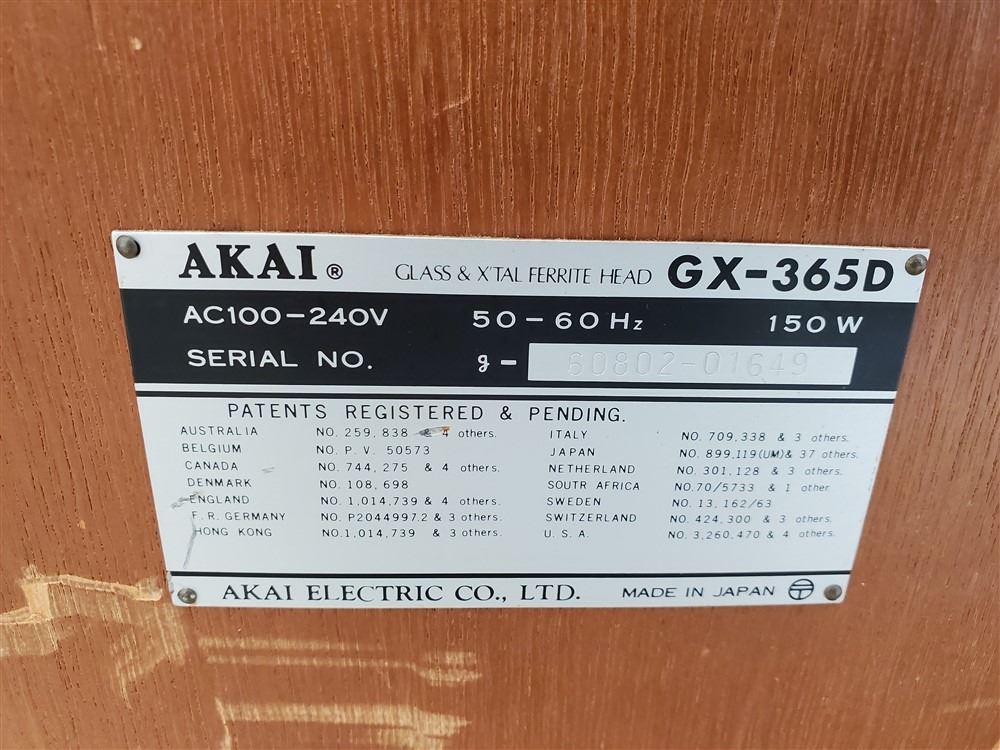 AKAI ® GLASS & X'TAL FERRITE HEAD GX-365D
AC100-240V 50-60Hz 150W
SERIAL NO. g- 60802-01649
PATENTS REGISTERED & PENDING.
AUSTRALIA NO. 259, 838 & 4 others.
BELGIUM NO. P. V. 50573
CANADA NO. 744, 275 & 4 others.
DENMARK NO. 108, 698
ENGLAND NO. 1,014,739 & 4 others.
F. R. GERMANY NO. P2044997.2 & 3 others.
HONG KONG NO.1,014,739 & 3 others.
ITALY NO. 709,338 & 3 others.
JAPAN NO. 899,119(UM)& 37 others.
NETHERLAND NO. 301,128 & 3 others.
SOUTR AFRICA NO.70/5733 & 1 other.
SWEDEN NO. 13,162/63
SWITZERLAND NO. 424,300 & 3 others.
U. S. A. NO. 3,260,470 & 4 others.
AKAI ELECTRIC CO., LTD. MADE IN JAPAN